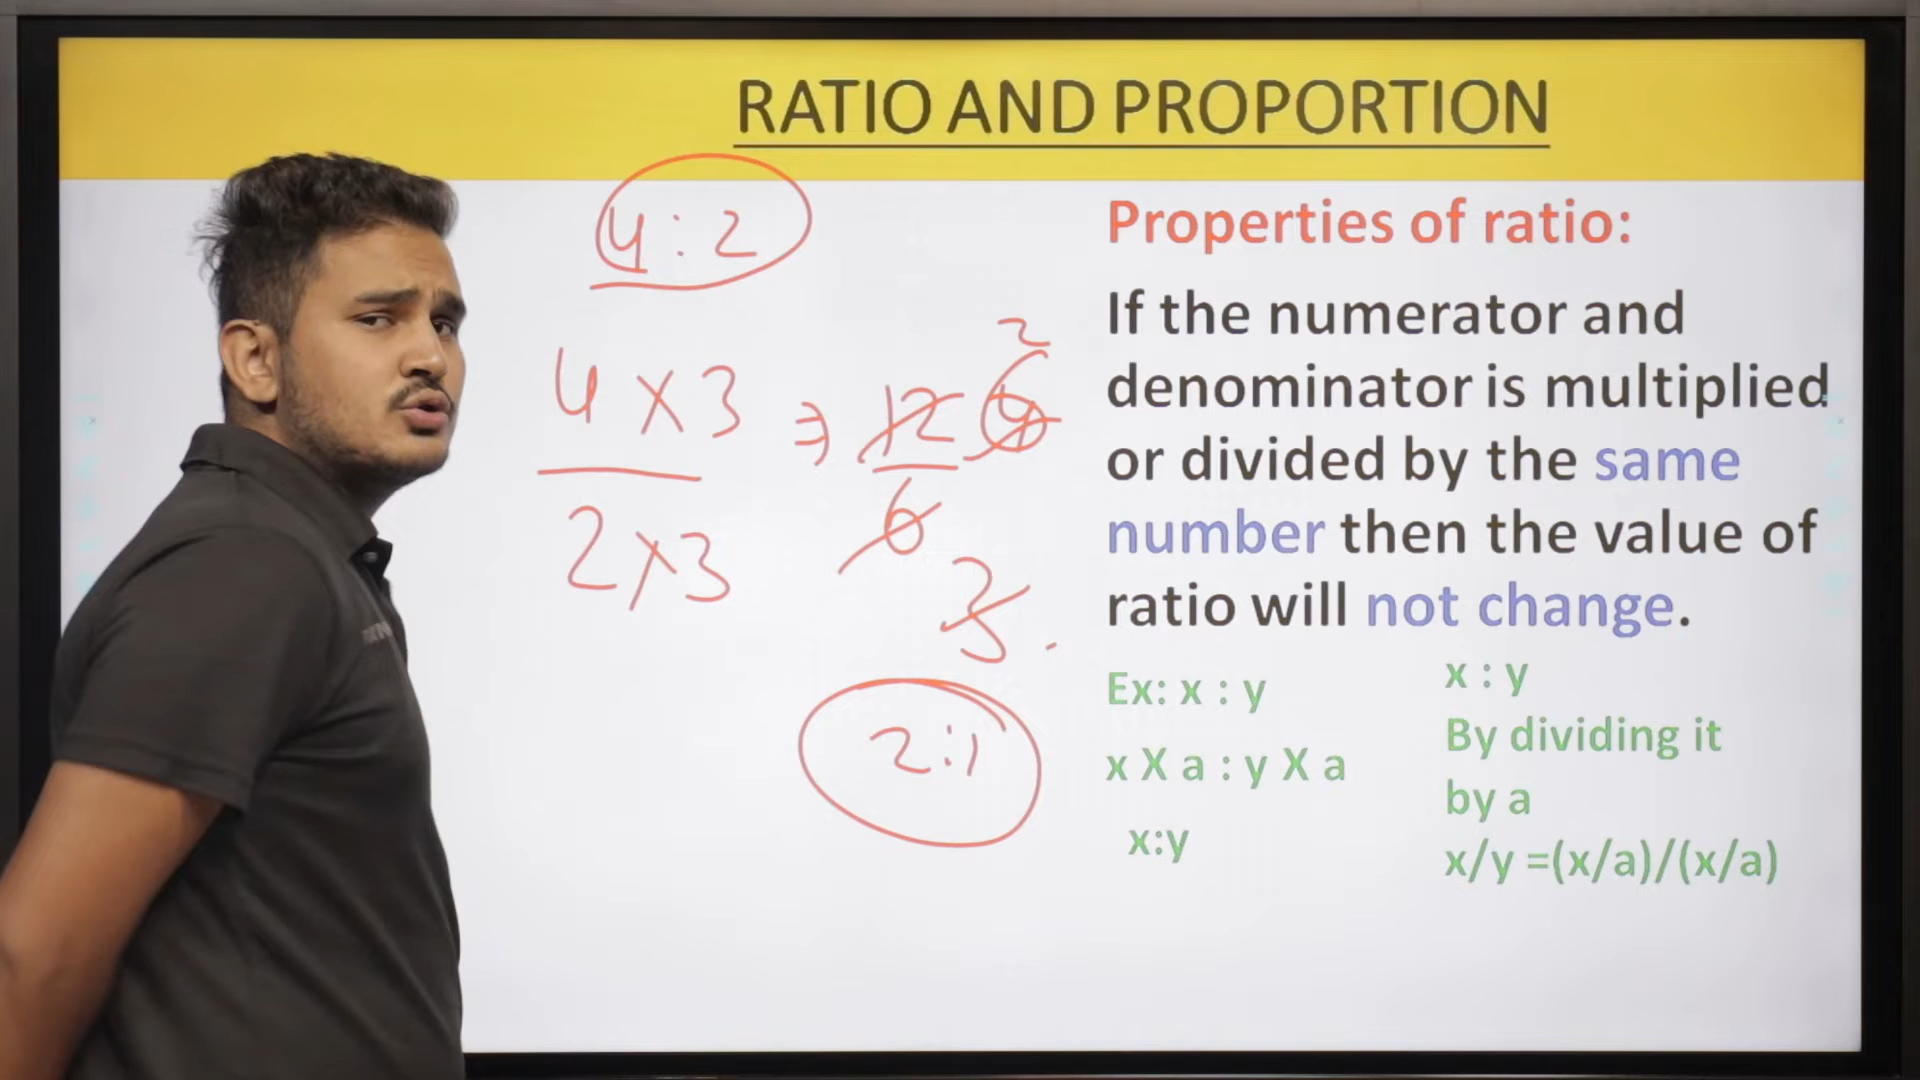 RATIO AND PROPORTION
4 : 2
4 X 3 ⇒ 12 4 2
2 X 3 6 3
2 : 1
Properties of ratio:
If the numerator and
denominator is multiplied
or divided by the same
number then the value of
ratio will not change.
Ex: x : y
x X a : y X a
x:y
x : y
By dividing it
by a
x/y =(x/a)/(x/a)